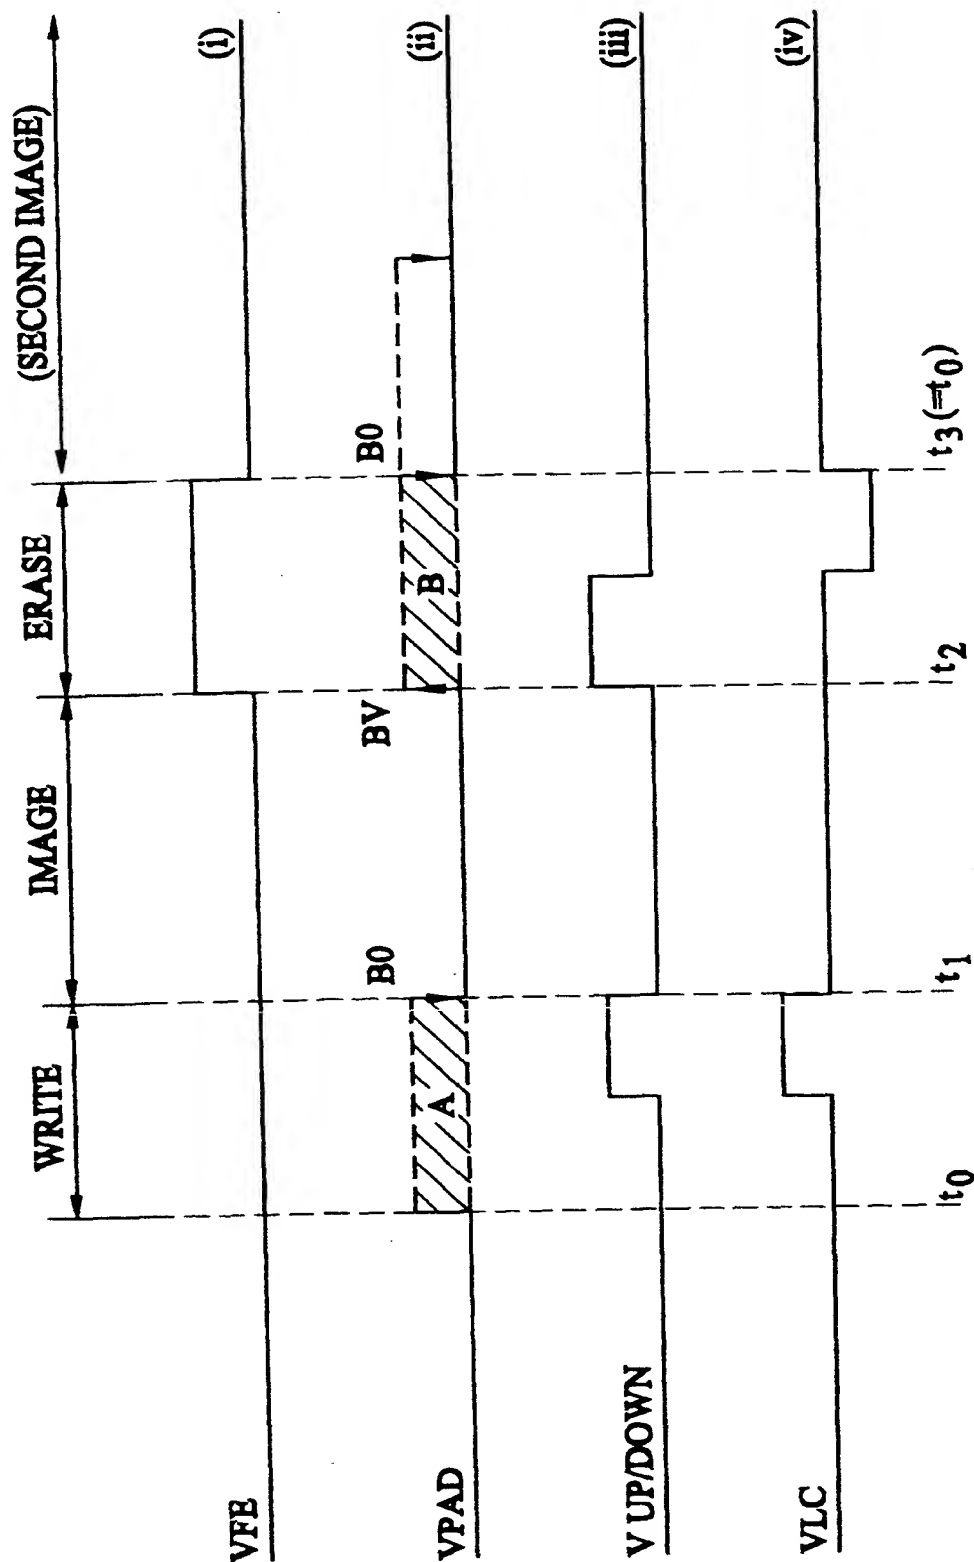 WRITE IMAGE ERASE (SECOND IMAGE)
VFE (i)
B0 BV B0
VPAD A B (ii)
V UP/DOWN (iii)
VLC (iv)
t0 t1 t2 t3 (=t0)